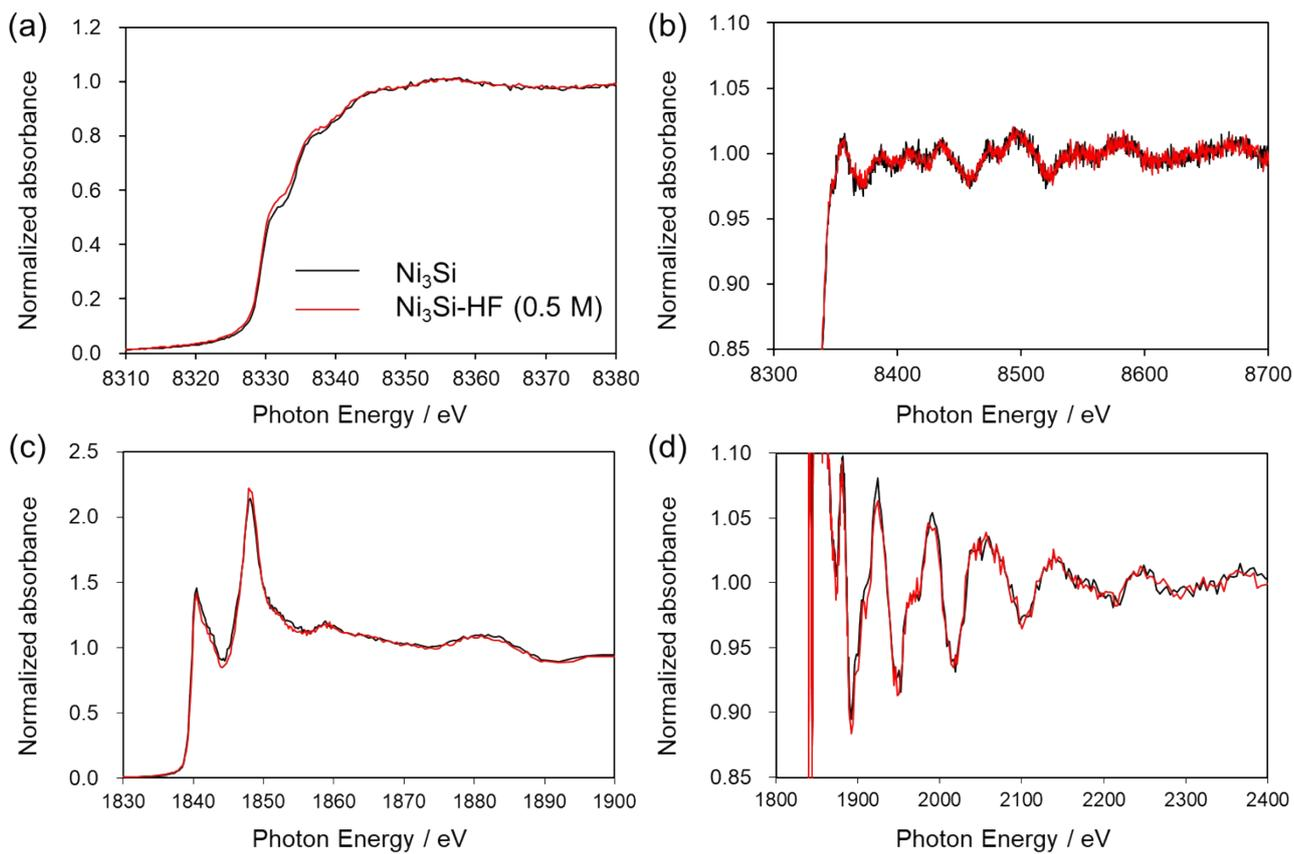 (a)
1.2
1.0
0.8
0.6
0.4
0.2
0.0
Normalized absorbance
Ni₃Si
Ni₃Si-HF (0.5 M)
8310 8320 8330 8340 8350 8360 8370 8380
Photon Energy / eV
(b)
1.10
1.05
1.00
0.95
0.90
0.85
Normalized absorbance
8300 8400 8500 8600 8700
Photon Energy / eV
(c)
2.5
2.0
1.5
1.0
0.5
0.0
Normalized absorbance
1830 1840 1850 1860 1870 1880 1890 1900
Photon Energy / eV
(d)
1.10
1.05
1.00
0.95
0.90
0.85
Normalized absorbance
1800 1900 2000 2100 2200 2300 2400
Photon Energy / eV